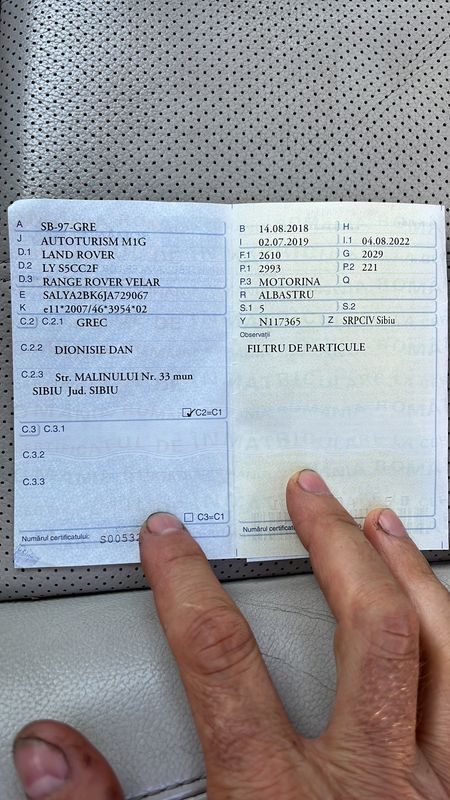 A SB-97-GRE
J AUTOTURISM M1G
D.1 LAND ROVER
D.2 LY S5CC2F
D.3 RANGE ROVER VELAR
E SALYA2BK6JA729067
K e11*2007/46*3954*02
C.2 C.2.1 GREC
C.2.2 DIONISIE DAN
C.2.3 Str. MALINULUI Nr. 33 mun
SIBIU Jud. SIBIU
C2=C1
C.3 C.3.1
C.3.2
C.3.3
C3=C1
Numărul certificatului: S00532
B 14.08.2018 H
I 02.07.2019 I.1 04.08.2022
F.1 2610 G 2029
P.1 2993 P.2 221
P.3 MOTORINA Q
R ALBASTRU
S.1 5 S.2
Y N117365 Z SRPCIV Sibiu
Observații
FILTRU DE PARTICULE
Numărul